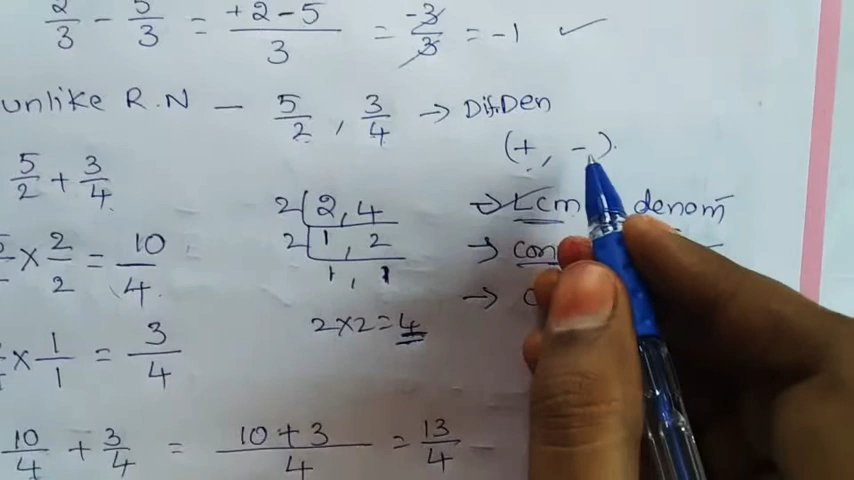 2/3 - 5/3 = +2-5/3 = -3/3 = -1 ✓
unlike R.N — 5/2 , 3/4 → Dif.Den
(+, -).
5/2 + 3/4
2 | 2, 4 → Lcm denom
2 | 1, 2 → con
1, 1
× 2/2 = 10/4
2×2=4
× 1/1 = 3/4
10/4 + 3/4 = 10+3/4 = 13/4